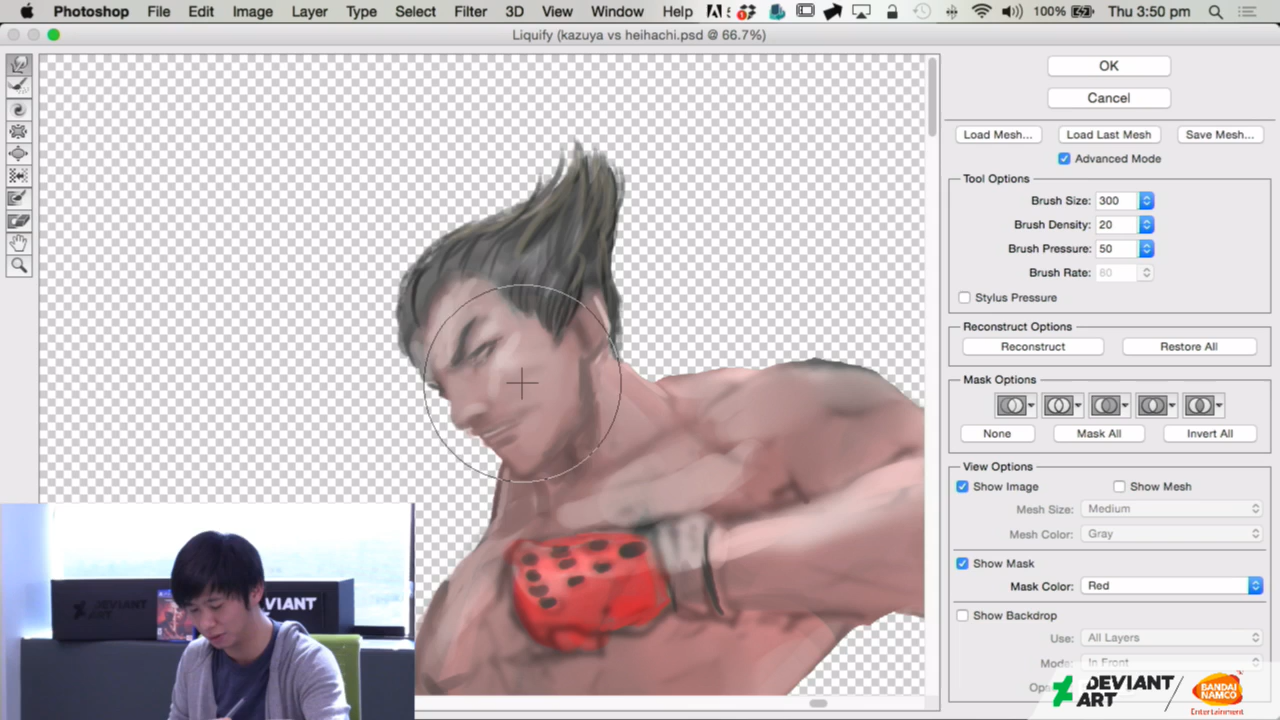 Photoshop File Edit Image Layer Type Select Filter 3D View Window Help 100% Thu 3:50 pm
Liquify (kazuya vs heihachi.psd @ 66.7%)
OK
Cancel
Load Mesh... Load Last Mesh Save Mesh...
Advanced Mode
Tool Options
Brush Size: 300
Brush Density: 20
Brush Pressure: 50
Brush Rate: 80
Stylus Pressure
Reconstruct Options
Reconstruct Restore All
Mask Options
None Mask All Invert All
View Options
Show Image Show Mesh
Mesh Size: Medium
Mesh Color: Gray
Show Mask
Mask Color: Red
Show Backdrop
Use: All Layers
Mode: In Front
DEVIANT
ART
BANDAI
NAMCO
Entertainment
DEVIANT
VIANT